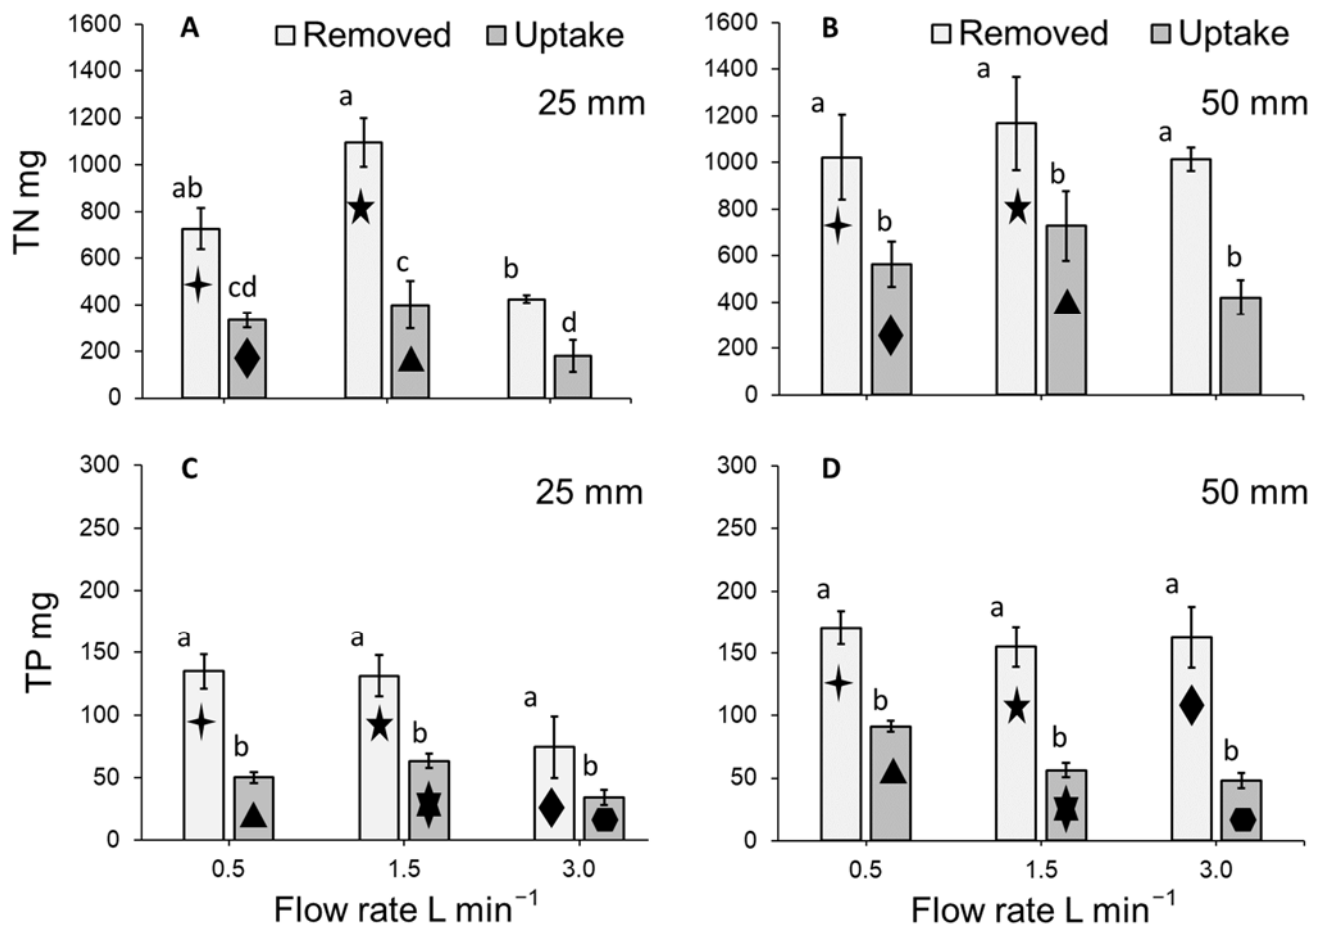 A
Removed
Uptake
25 mm
TN mg
1600
1400
1200
1000
800
600
400
200
0
ab
cd
a
c
b
d
B
Removed
Uptake
50 mm
1600
1400
1200
1000
800
600
400
200
0
a
b
a
b
a
b
C
25 mm
TP mg
300
250
200
150
100
50
0
a
b
a
b
a
b
0.5
1.5
3.0
Flow rate L min⁻¹
D
50 mm
300
250
200
150
100
50
0
a
b
a
b
a
b
0.5
1.5
3.0
Flow rate L min⁻¹